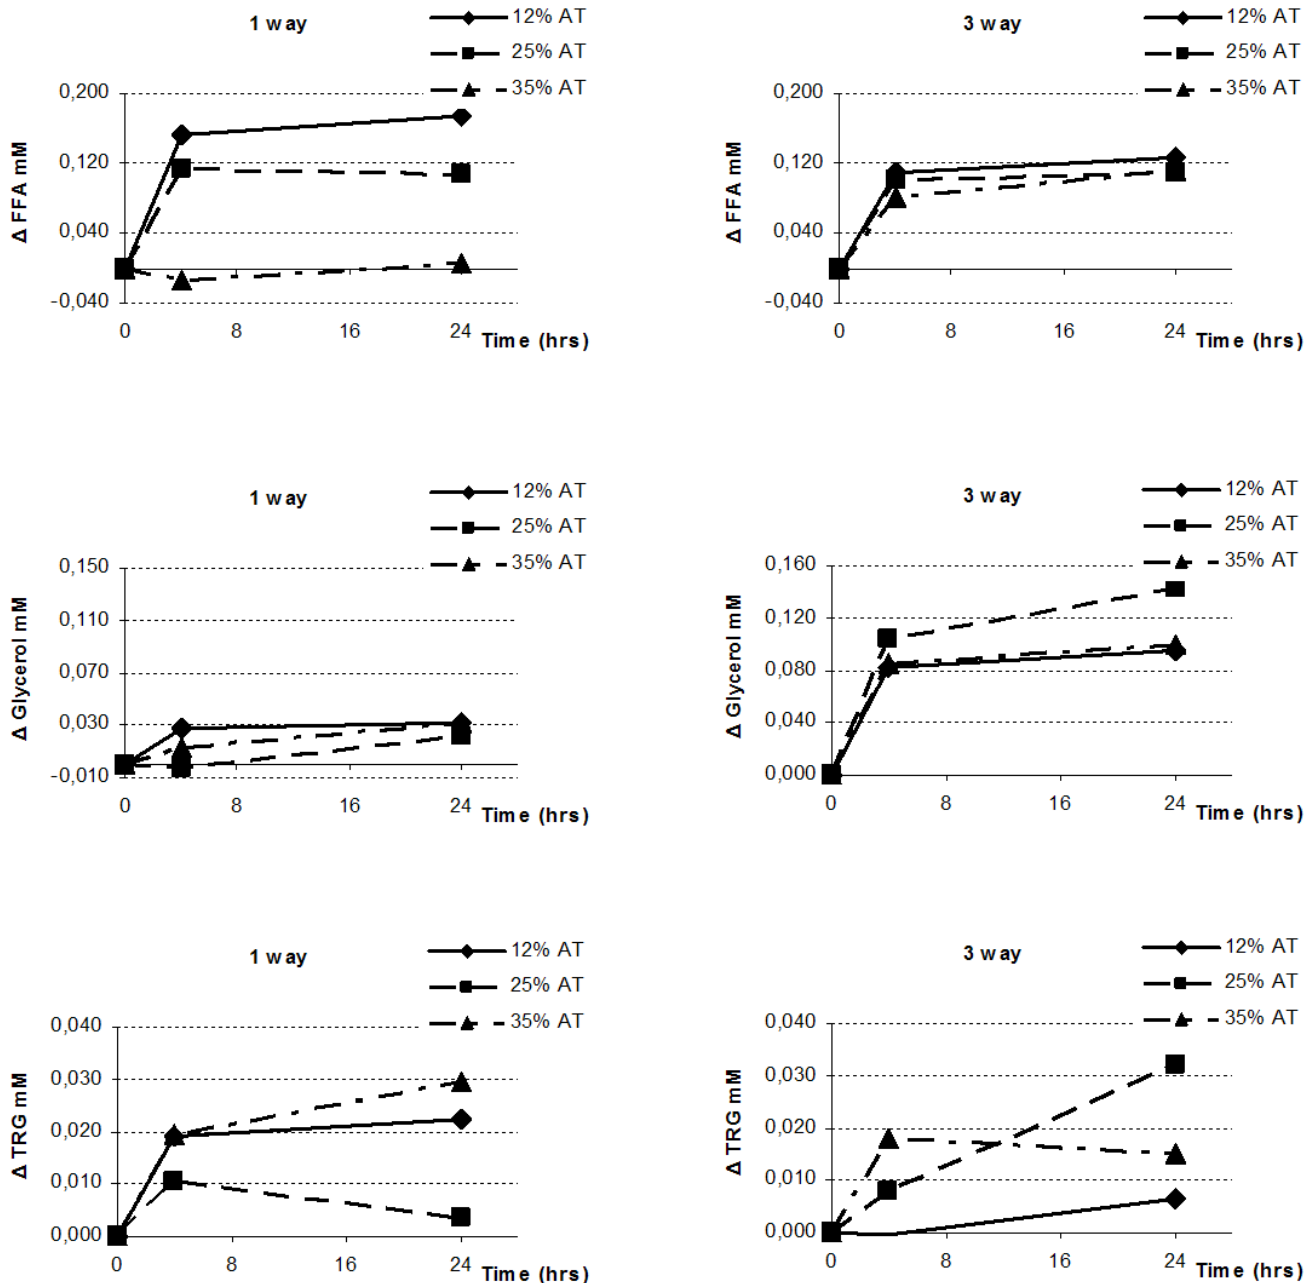 1 way
12% AT
25% AT
35% AT
0,200
0,120
0,040
-0,040
Δ FFA mM
0 8 16 24
Time (hrs)
3 way
12% AT
25% AT
35% AT
0,200
0,120
0,040
-0,040
Δ FFA mM
0 8 16 24
Time (hrs)
1 way
12% AT
25% AT
35% AT
0,150
0,110
0,070
0,030
-0,010
Δ Glycerol mM
0 8 16 24
Time (hrs)
3 way
12% AT
25% AT
35% AT
0,160
0,120
0,080
0,040
0,000
Δ Glycerol mM
0 8 16 24
Time (hrs)
1 way
12% AT
25% AT
35% AT
0,040
0,030
0,020
0,010
0,000
Δ TRG mM
0 8 16 24
Time (hrs)
3 way
12% AT
25% AT
35% AT
0,040
0,030
0,020
0,010
0,000
Δ TRG mM
0 8 16 24
Time (hrs)